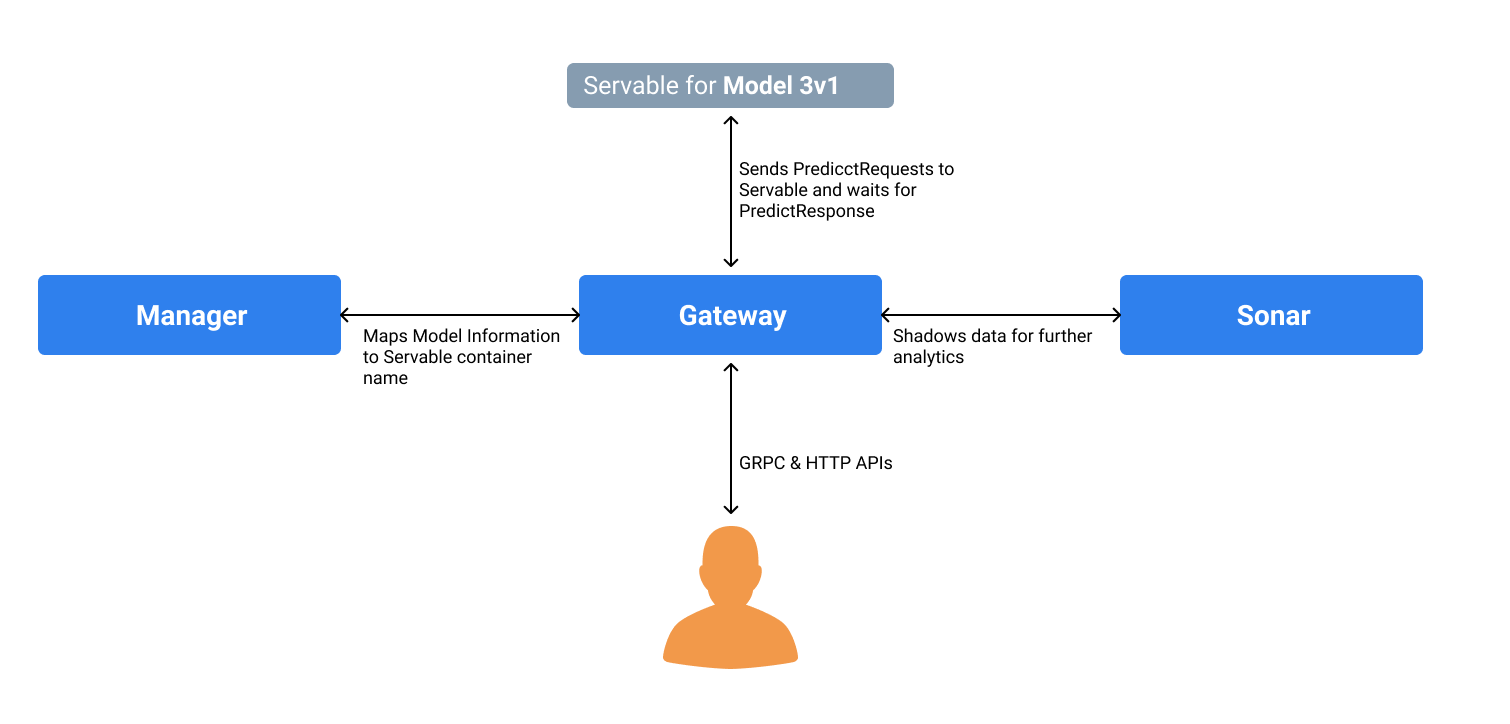 Servable for Model 3v1
Sends PredicctRequests to
Servable and waits for
PredictResponse
Manager
Gateway
Sonar
Maps Model Information
to Servable container
name
Shadows data for further
analytics
GRPC & HTTP APIs